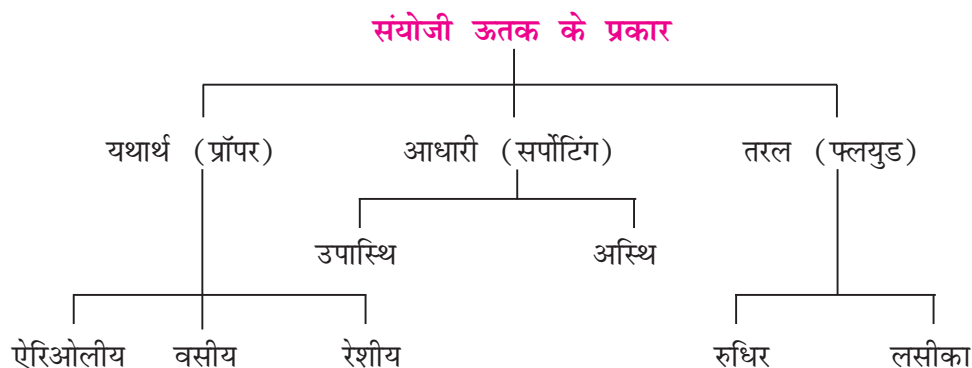 संयोजी ऊतक के प्रकार
यथार्थ (प्रॉपर) आधारी (सर्पोटिंग) तरल (फ्लयुड)
उपास्थि अस्थि
ऐरिओलीय वसीय रेशीय रुधिर लसीका